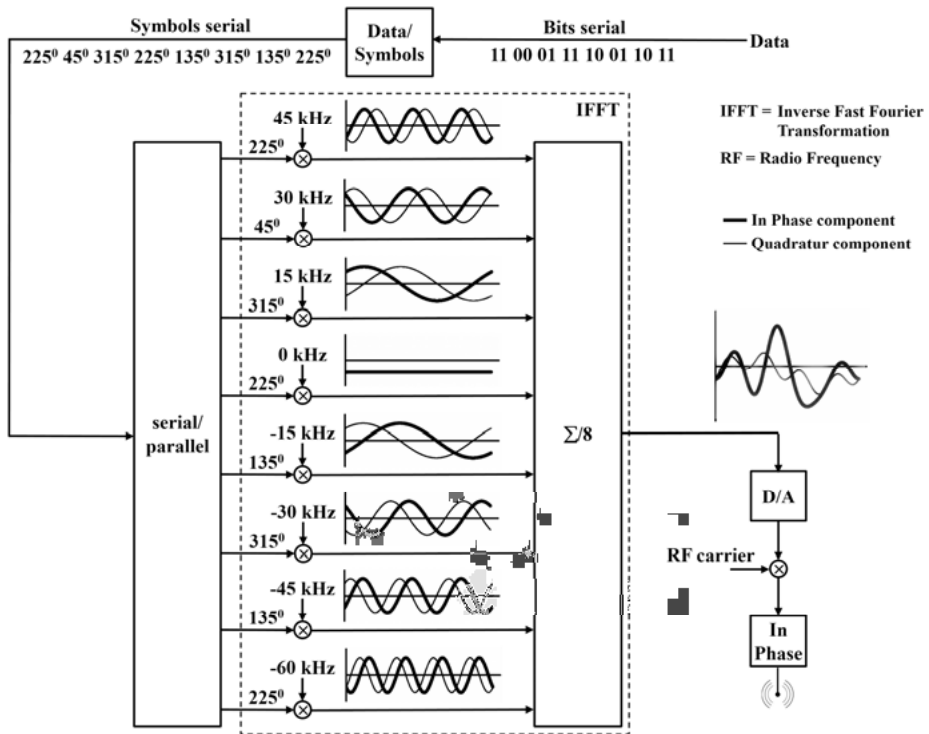 Symbols serial
225⁰ 45⁰ 315⁰ 225⁰ 135⁰ 315⁰ 135⁰ 225⁰
Data/
Symbols
Bits serial
11 00 01 11 10 01 10 11
Data
IFFT
IFFT = Inverse Fast Fourier
Transformation
RF = Radio Frequency
In Phase component
Quadratur component
serial/
parallel
45 kHz
225⁰
30 kHz
45⁰
15 kHz
315⁰
0 kHz
225⁰
-15 kHz
135⁰
-30 kHz
315⁰
-45 kHz
135⁰
-60 kHz
225⁰
Σ/8
D/A
RF carrier
In
Phase